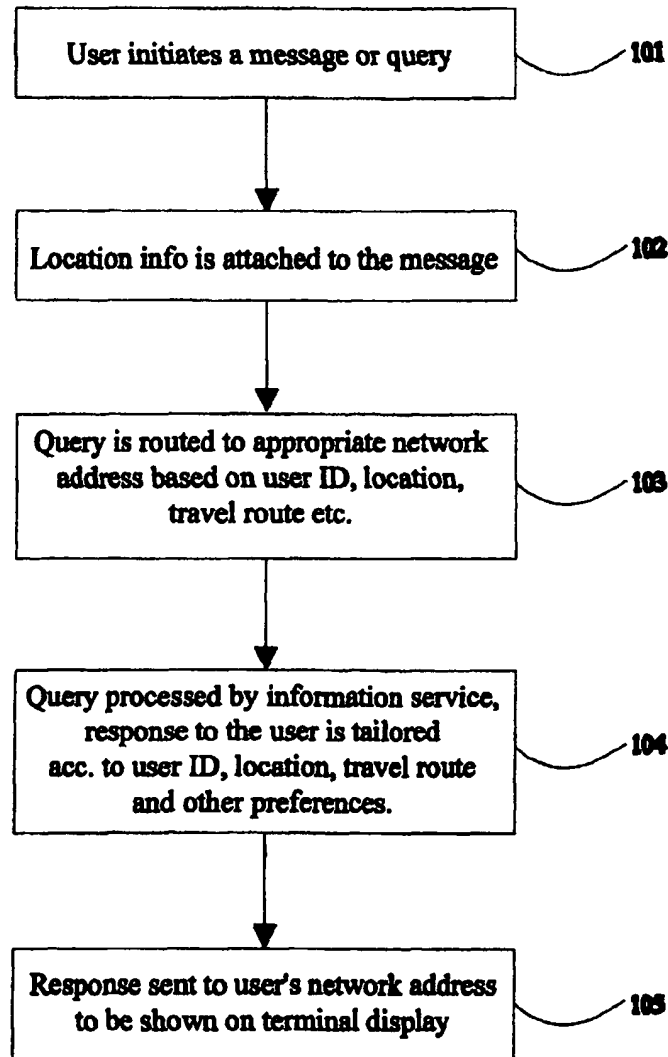 User initiates a message or query
101
Location info is attached to the message
102
Query is routed to appropriate network
address based on user ID, location,
travel route etc.
103
Query processed by information service,
response to the user is tailored
acc. to user ID, location, travel route
and other preferences.
104
Response sent to user's network address
to be shown on terminal display
105